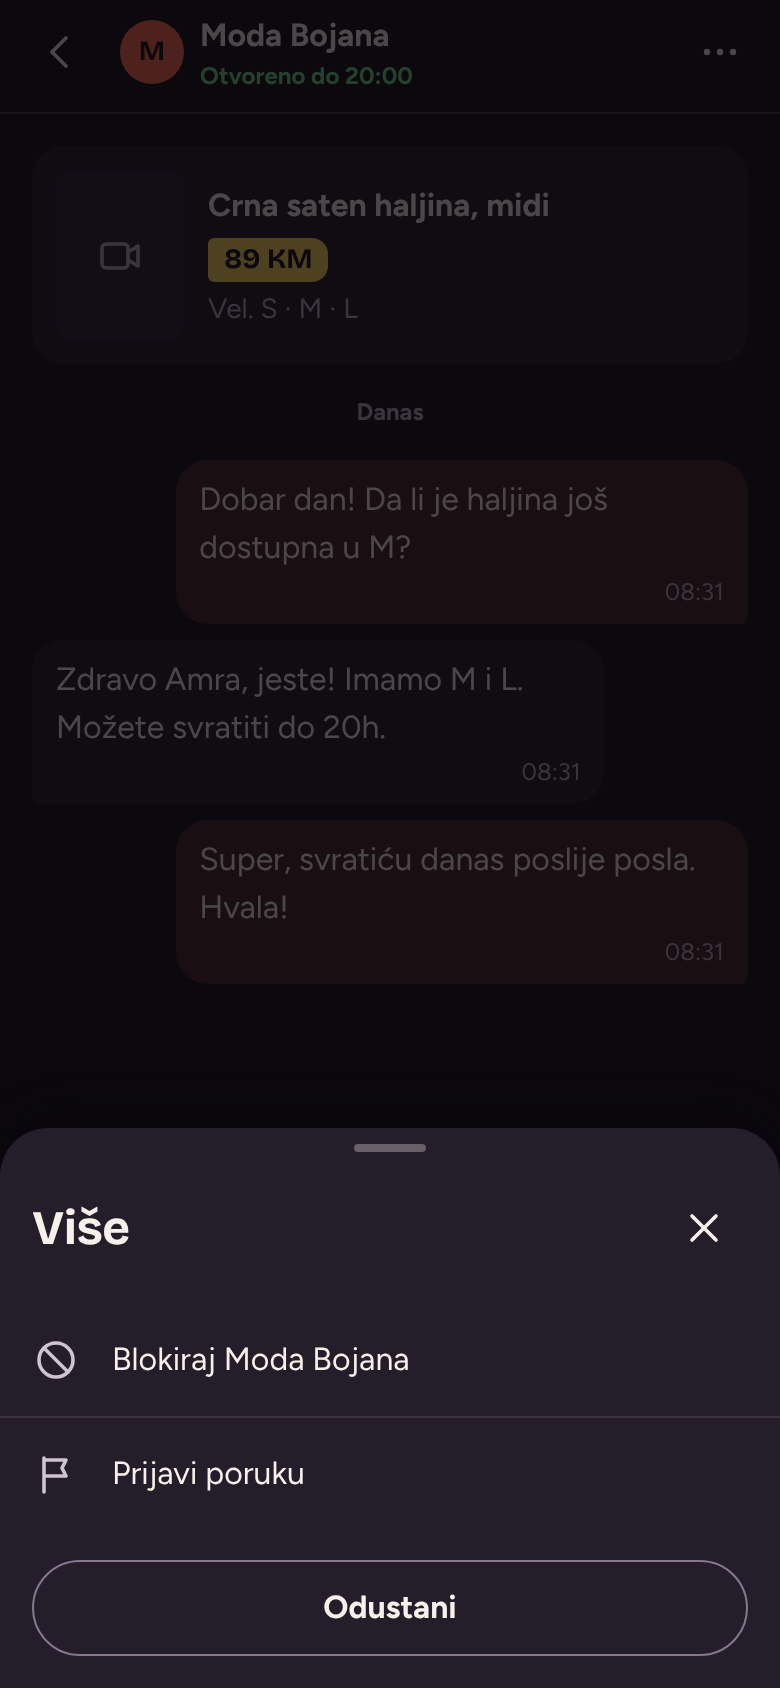 M
Moda Bojana
Otvoreno do 20:00
Crna saten haljina, midi
89 KM
Vel. S · M · L
Danas
Dobar dan! Da li je haljina još
dostupna u M?
08:31
Zdravo Amra, jeste! Imamo M i L.
Možete svratiti do 20h.
08:31
Super, svratiću danas poslije posla.
Hvala!
08:31
Više
Blokiraj Moda Bojana
Prijavi poruku
Odustani